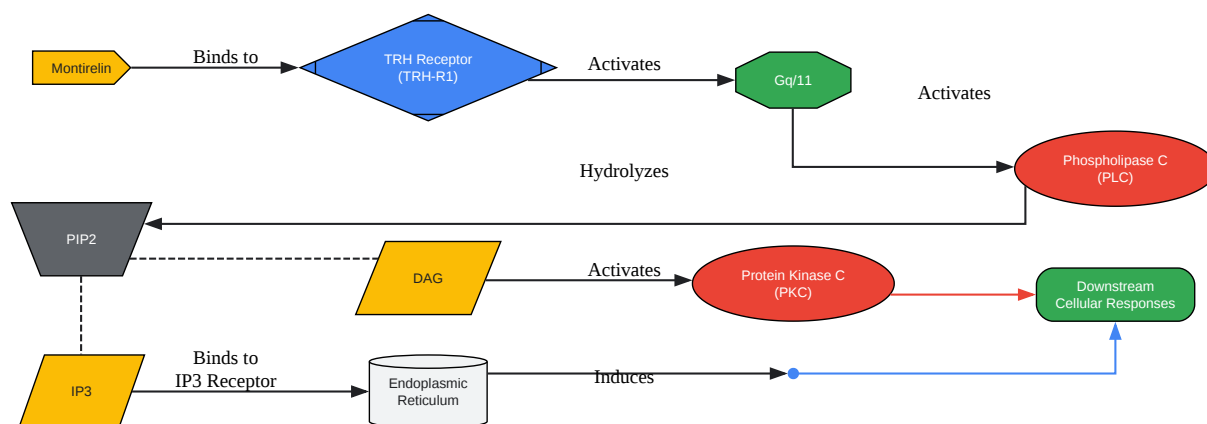 Montirelin
Binds to
TRH Receptor
(TRH-R1)
Activates
Gq/11
Activates
Phospholipase C
(PLC)
Hydrolyzes
PIP2
DAG
Activates
Protein Kinase C
(PKC)
Downstream
Cellular Responses
IP3
Binds to
IP3 Receptor
Endoplasmic
Reticulum
Induces